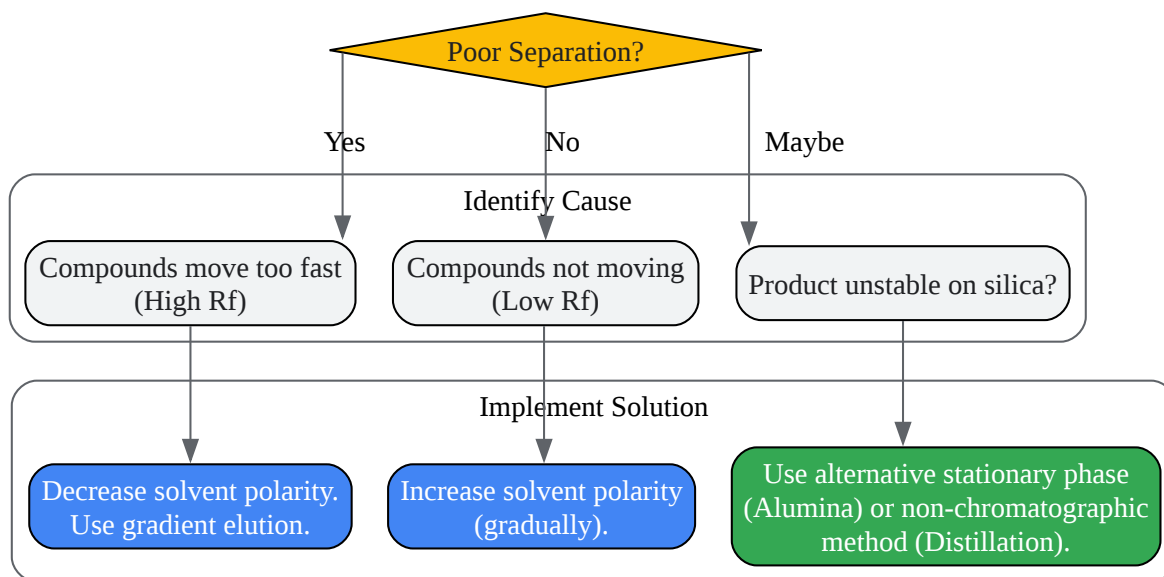 Poor Separation?
Yes
No
Maybe
Identify Cause
Compounds move too fast
(High Rf)
Compounds not moving
(Low Rf)
Product unstable on silica?
Implement Solution
Decrease solvent polarity.
Use gradient elution.
Increase solvent polarity
(gradually).
Use alternative stationary phase
(Alumina) or non-chromatographic
method (Distillation).